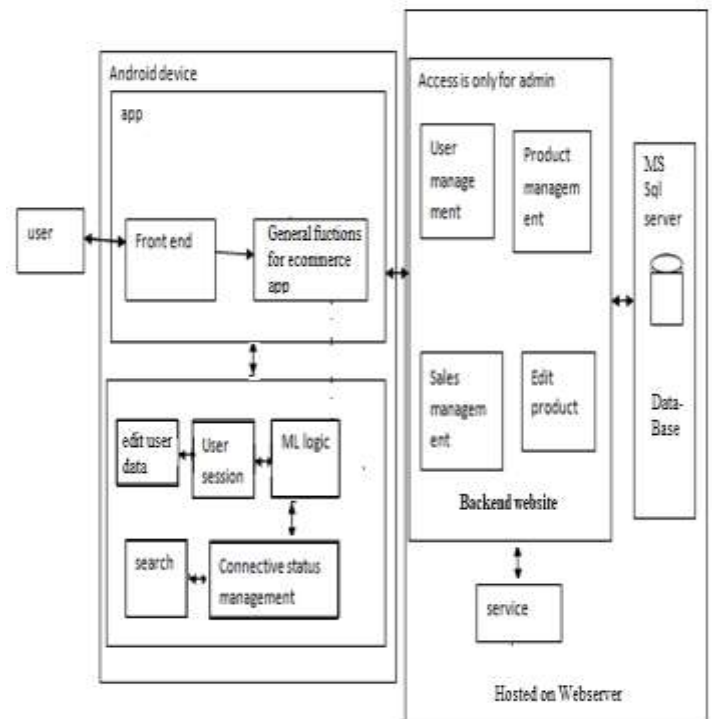 Android device
app
user
Front end
General fuctions
for ecommerce
app
edit user
data
User
session
ML logic
search
Connective status
management
Access is only for admin
User
manage
ment
Product
managem
ent
Sales
managem
ent
Edit
product
Backend website
service
MS
Sql
server
Data-
Base
Hosted on Webserver